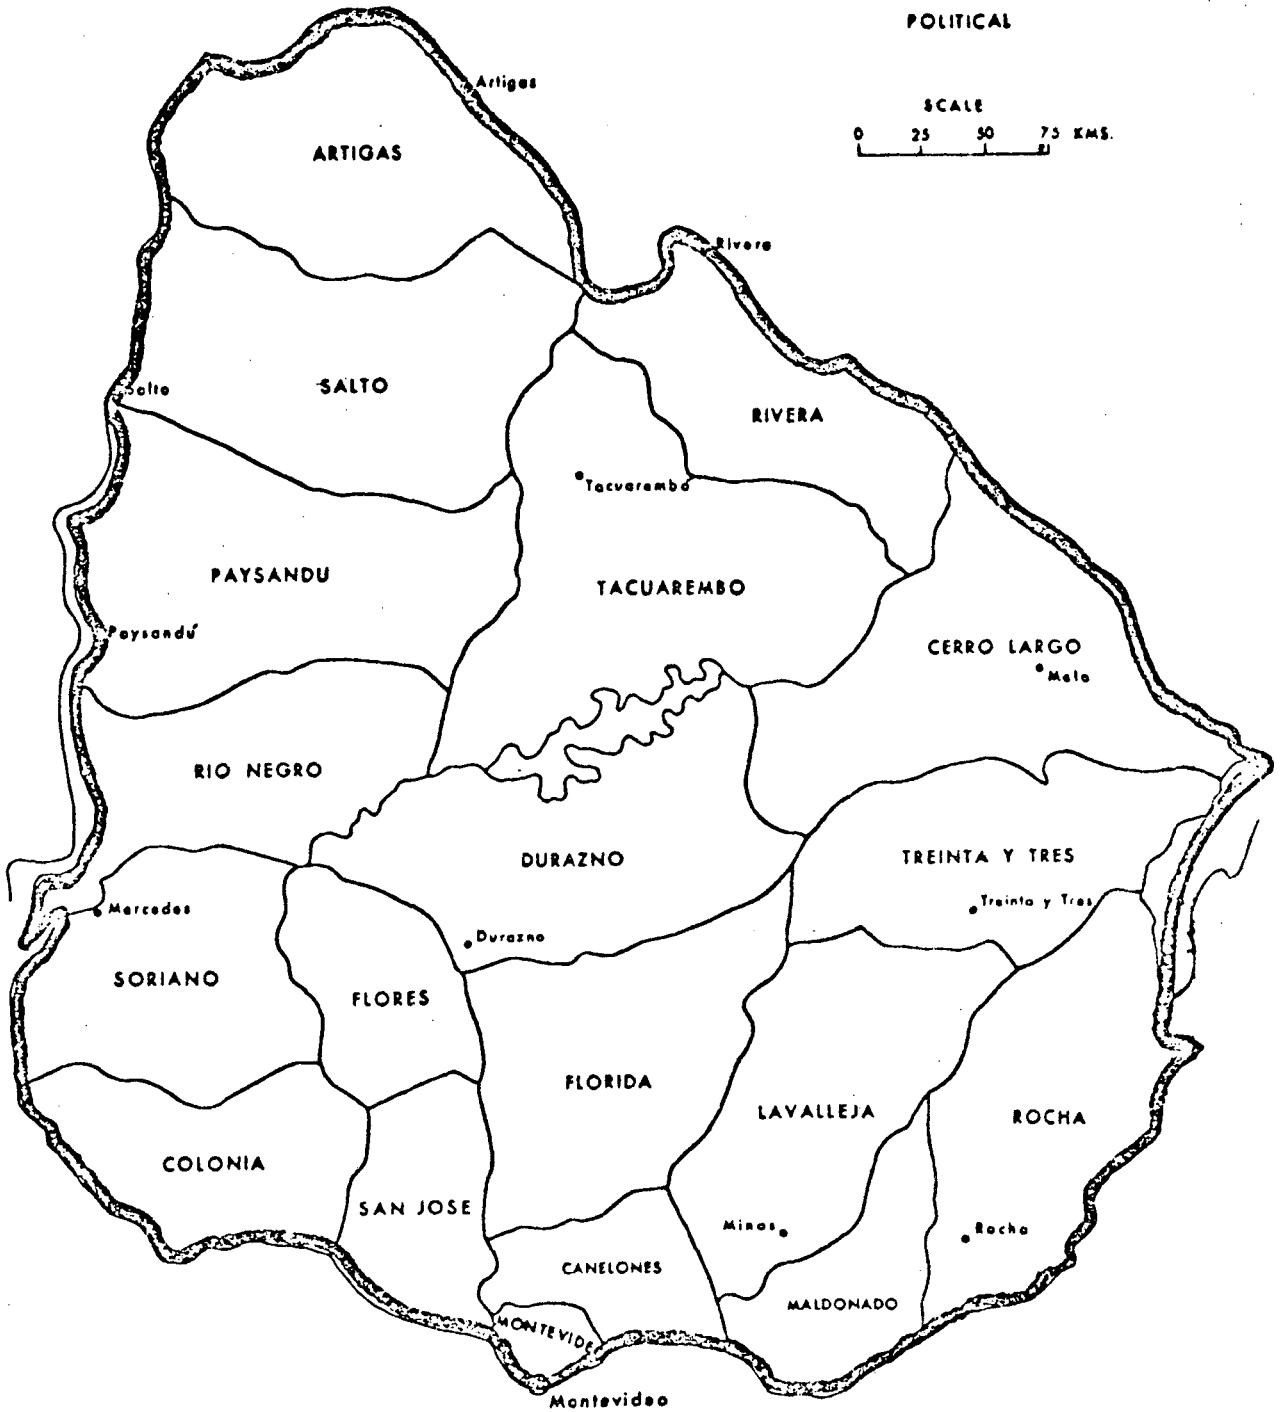 POLITICAL
SCALE
0 25 50 75 KMS.
Artigas
ARTIGAS
Rivera
Salto
SALTO
RIVERA
Tacuarembo
PAYSANDU
TACUAREMBO
Paysandú
CERRO LARGO
Melo
RIO NEGRO
DURAZNO
TREINTA Y TRES
Treinta y Tres
Mercedes
Durazno
SORIANO
FLORES
FLORIDA
LAVALLEJA
ROCHA
COLONIA
SAN JOSE
Minas
Rocha
CANELONES
MALDONADO
MONTEVIDE
Montevideo